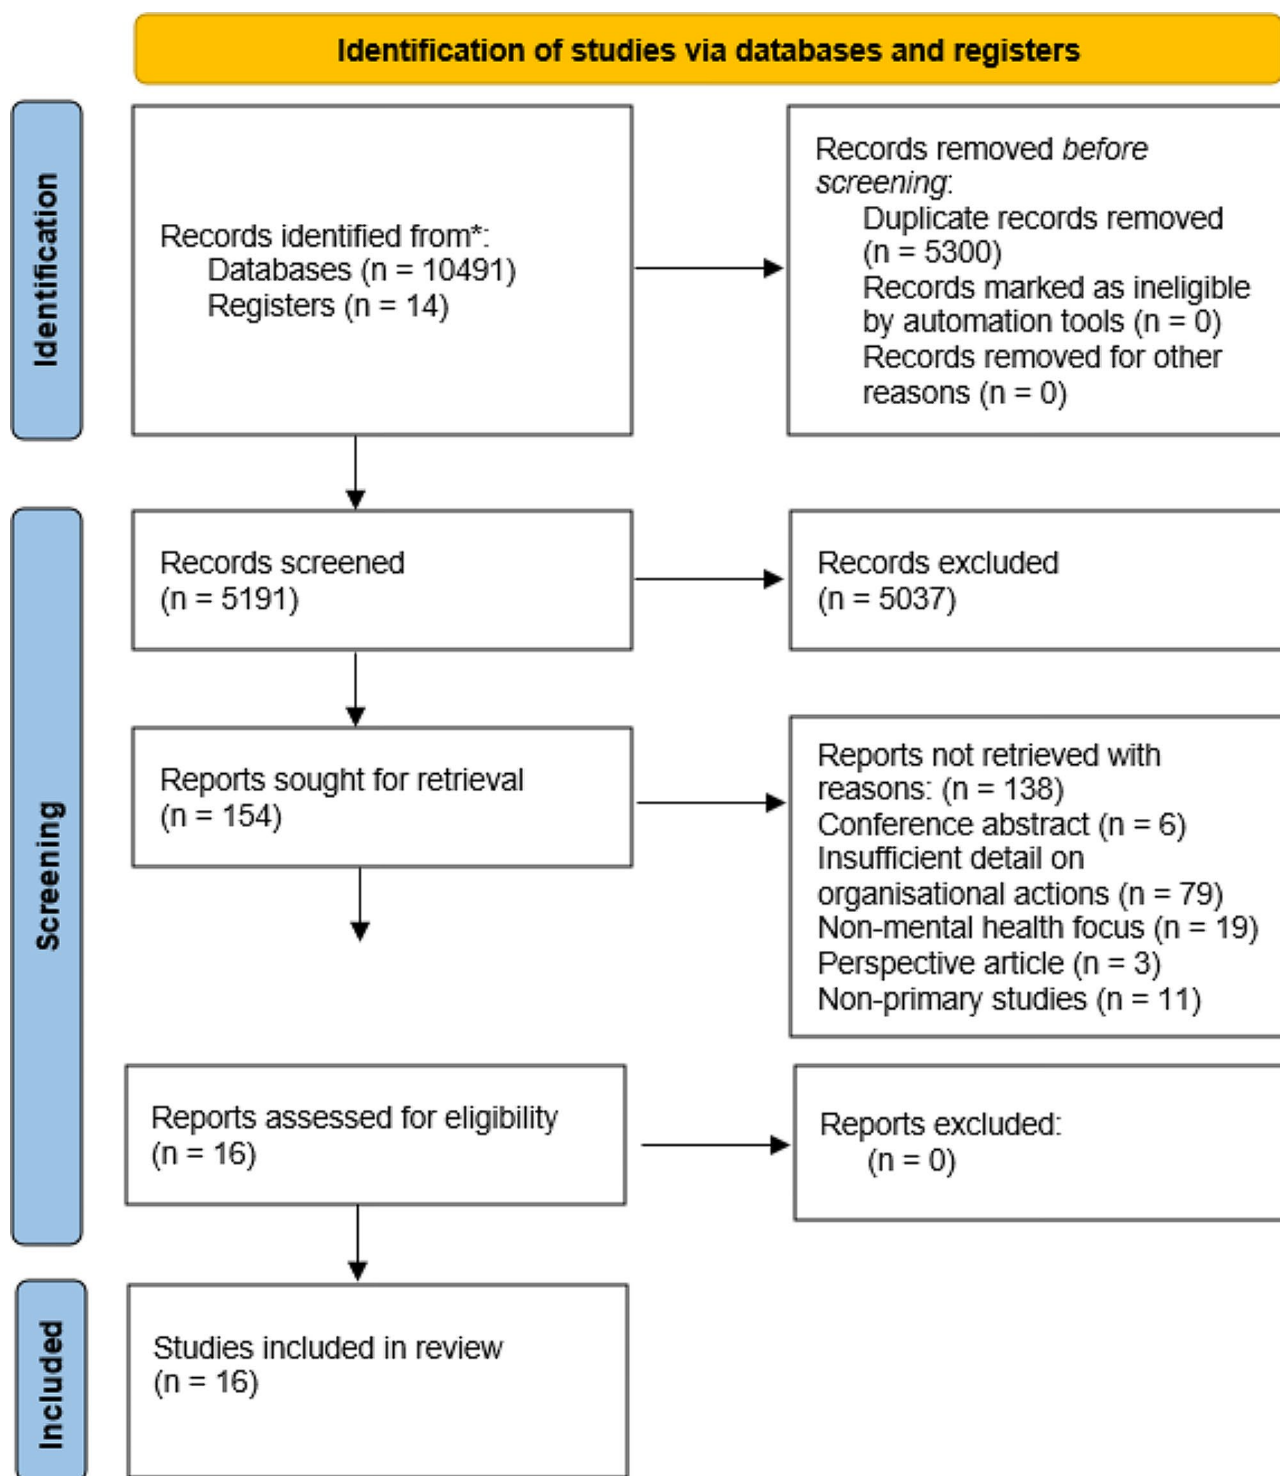 Identification of studies via databases and registers
Identification
Records identified from*:
Databases (n = 10491)
Registers (n = 14)
Records removed before
screening:
Duplicate records removed
(n = 5300)
Records marked as ineligible
by automation tools (n = 0)
Records removed for other
reasons (n = 0)
Screening
Records screened
(n = 5191)
Records excluded
(n = 5037)
Reports sought for retrieval
(n = 154)
Reports not retrieved with
reasons: (n = 138)
Conference abstract (n = 6)
Insufficient detail on
organisational actions (n = 79)
Non-mental health focus (n = 19)
Perspective article (n = 3)
Non-primary studies (n = 11)
Reports assessed for eligibility
(n = 16)
Reports excluded:
(n = 0)
Included
Studies included in review
(n = 16)